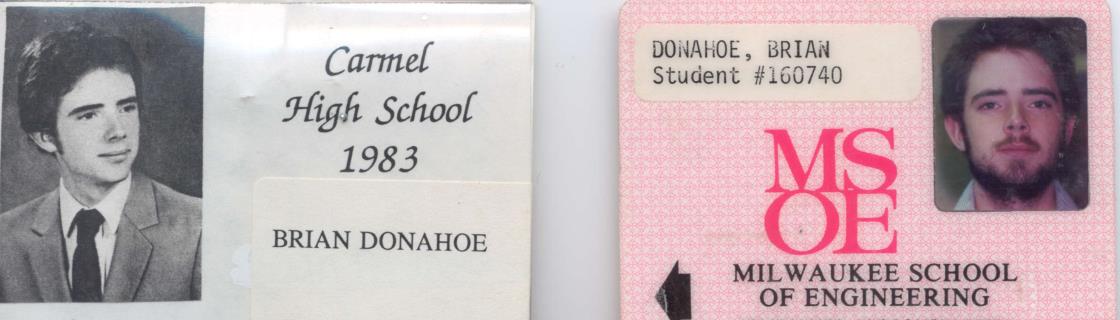 Carmel
High School
1983
BRIAN DONAHOE
DONAHOE, BRIAN
Student #160740
MS
OE
MILWAUKEE SCHOOL
OF ENGINEERING